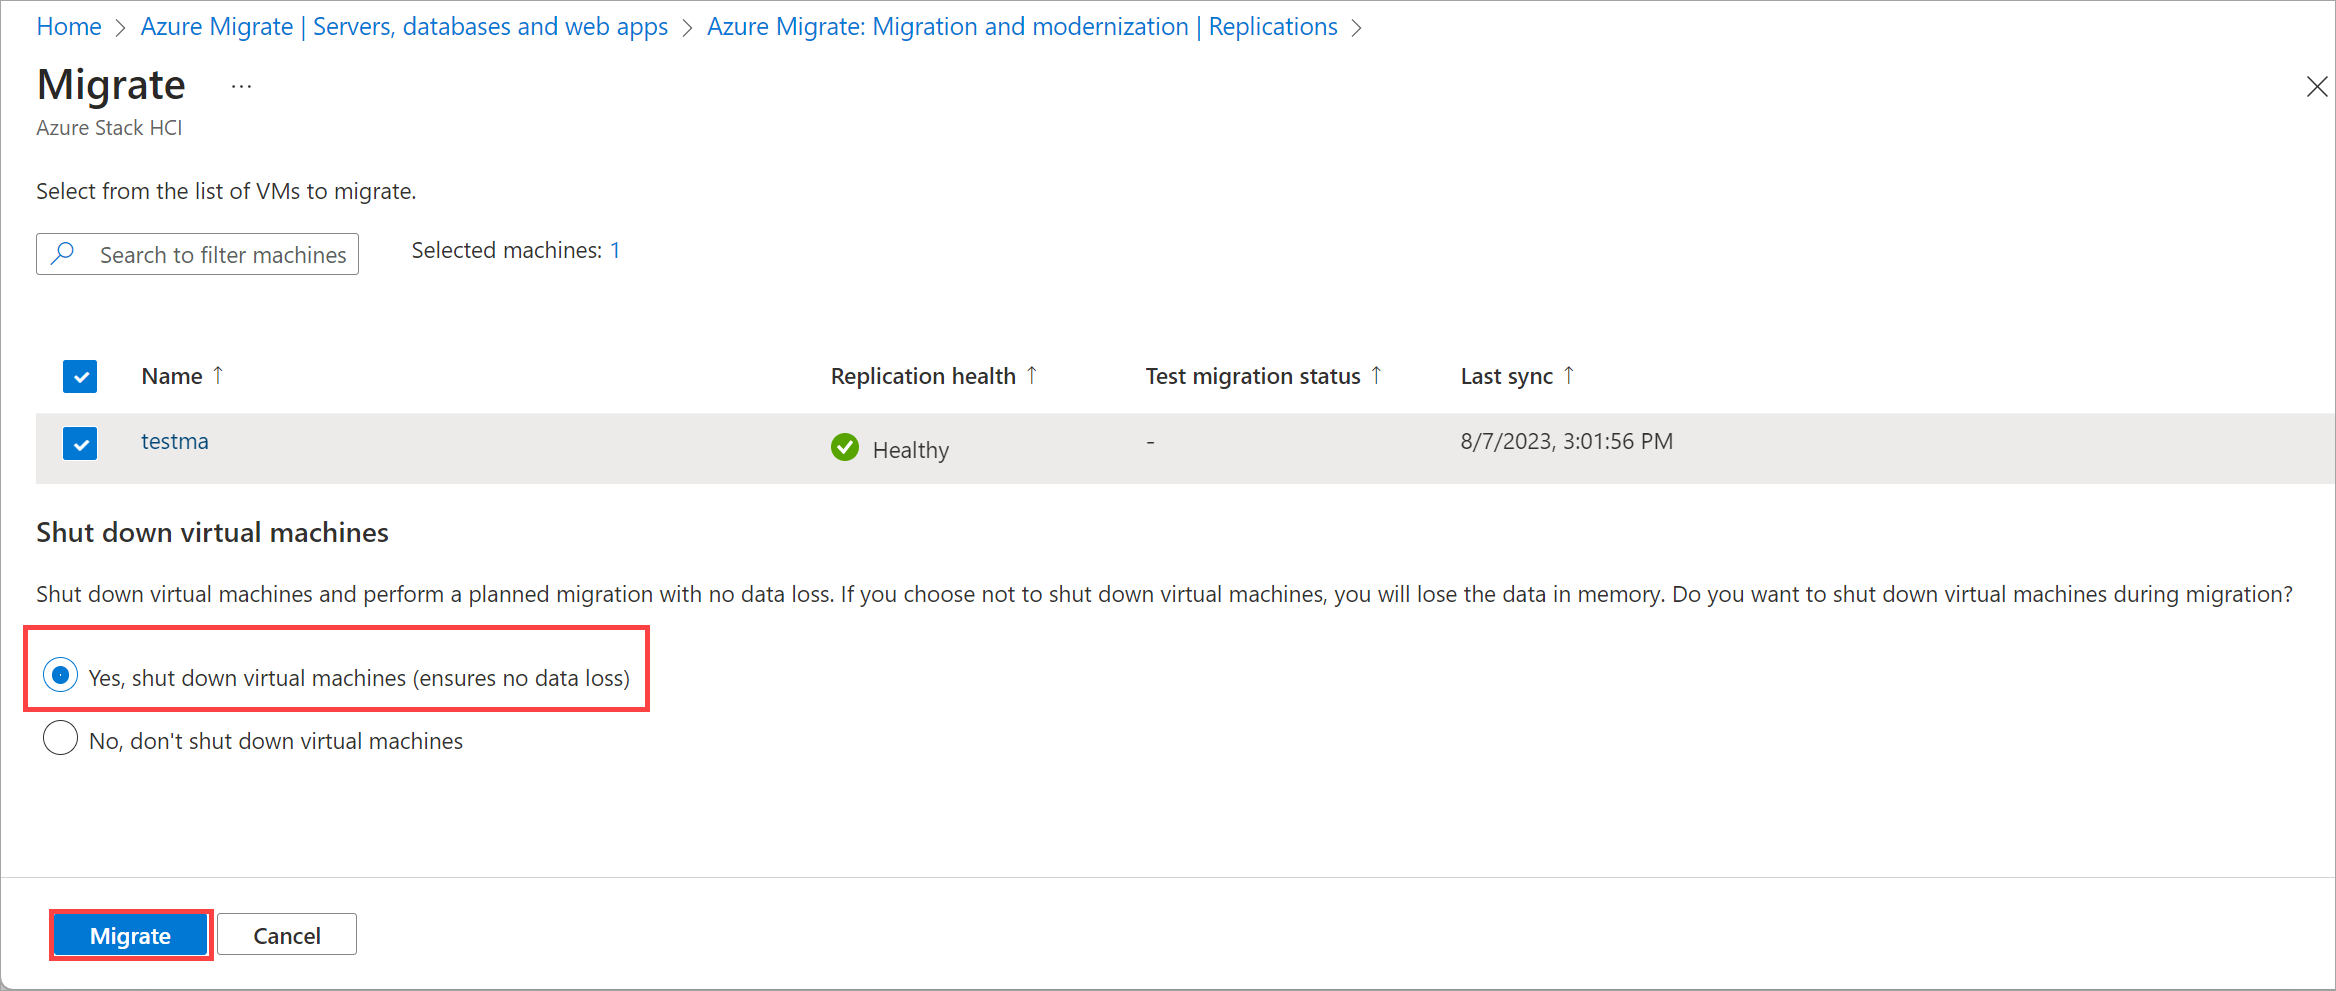 Home > Azure Migrate | Servers, databases and web apps > Azure Migrate: Migration and modernization | Replications >
Migrate ...
Azure Stack HCI
Select from the list of VMs to migrate.
Search to filter machines Selected machines: 1
Name ↑ Replication health ↑ Test migration status ↑ Last sync ↑
testma Healthy - 8/7/2023, 3:01:56 PM
Shut down virtual machines
Shut down virtual machines and perform a planned migration with no data loss. If you choose not to shut down virtual machines, you will lose the data in memory. Do you want to shut down virtual machines during migration?
Yes, shut down virtual machines (ensures no data loss)
No, don't shut down virtual machines
Migrate Cancel